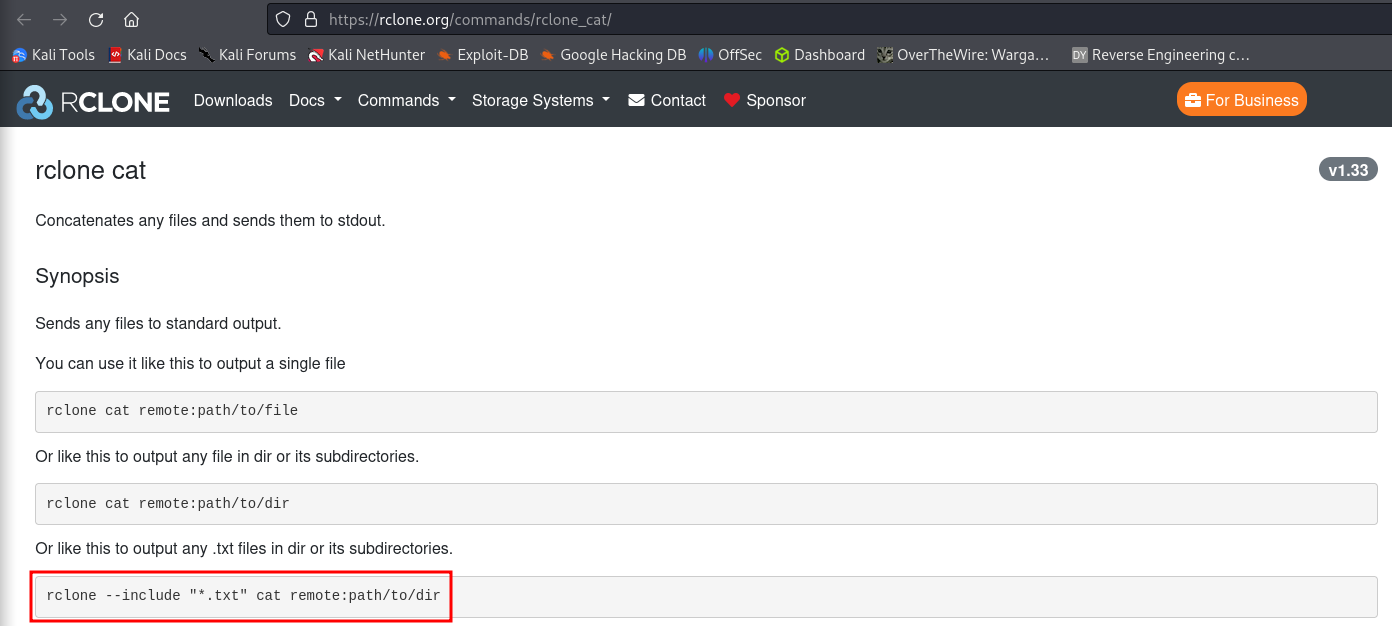 https://rclone.org/commands/rclone_cat/
Kali Tools Kali Docs Kali Forums Kali NetHunter Exploit-DB Google Hacking DB OffSec Dashboard OverTheWire: Warga… DY Reverse Engineering c…
RCLONE Downloads Docs Commands Storage Systems Contact Sponsor For Business
rclone cat v1.33
Concatenates any files and sends them to stdout.
Synopsis
Sends any files to standard output.
You can use it like this to output a single file
rclone cat remote:path/to/file
Or like this to output any file in dir or its subdirectories.
rclone cat remote:path/to/dir
Or like this to output any .txt files in dir or its subdirectories.
rclone --include "*.txt" cat remote:path/to/dir